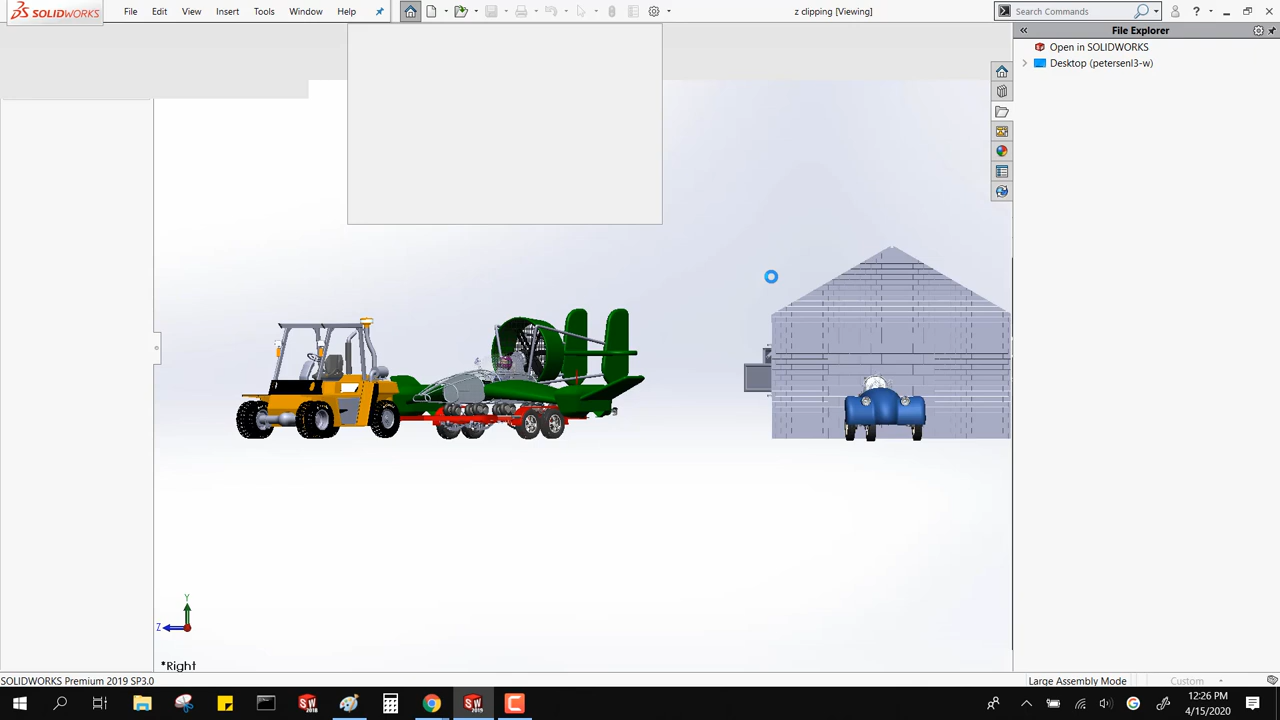 SOLIDWORKS File Edit View Insert Tools Window Help z clipping [Viewing] Search Commands ?
File Explorer
Open in SOLIDWORKS
Desktop (petersenl3-w)
Y
Z
*Right
SOLIDWORKS Premium 2019 SP3.0 Large Assembly Mode Custom
12:26 PM
4/15/2020